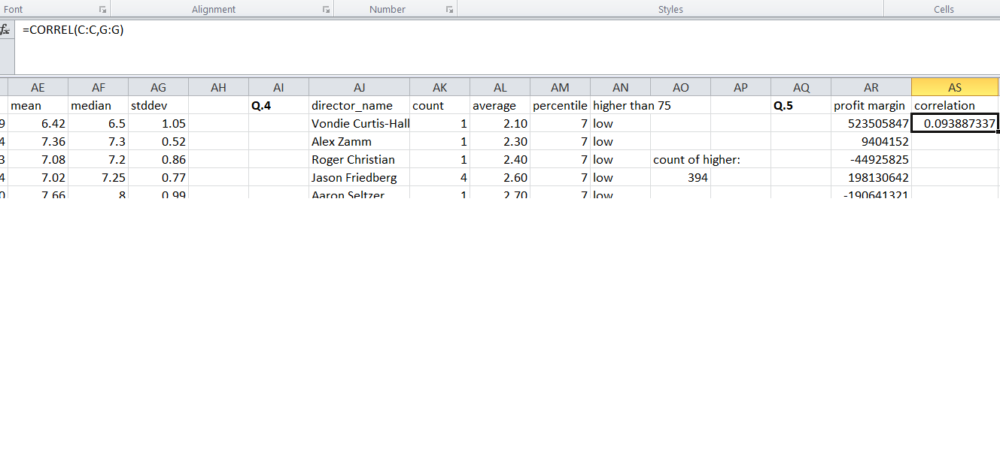 Font Alignment Number Styles Cells
fx =CORREL(C:C,G:G)
AE AF AG AH AI AJ AK AL AM AN AO AP AQ AR AS
mean median stddev Q.4 director_name count average percentile higher than 75 Q.5 profit margin correlation
9 6.42 6.5 1.05 Vondie Curtis-Hall 1 2.10 7 low 523505847 0.093887337
4 7.36 7.3 0.52 Alex Zamm 1 2.30 7 low 9404152
3 7.08 7.2 0.86 Roger Christian 1 2.40 7 low count of higher: -44925825
4 7.02 7.25 0.77 Jason Friedberg 4 2.60 7 low 394 198130642
0 7.66 8 0.99 Aaron Seltzer 1 2.70 7 low -190641321